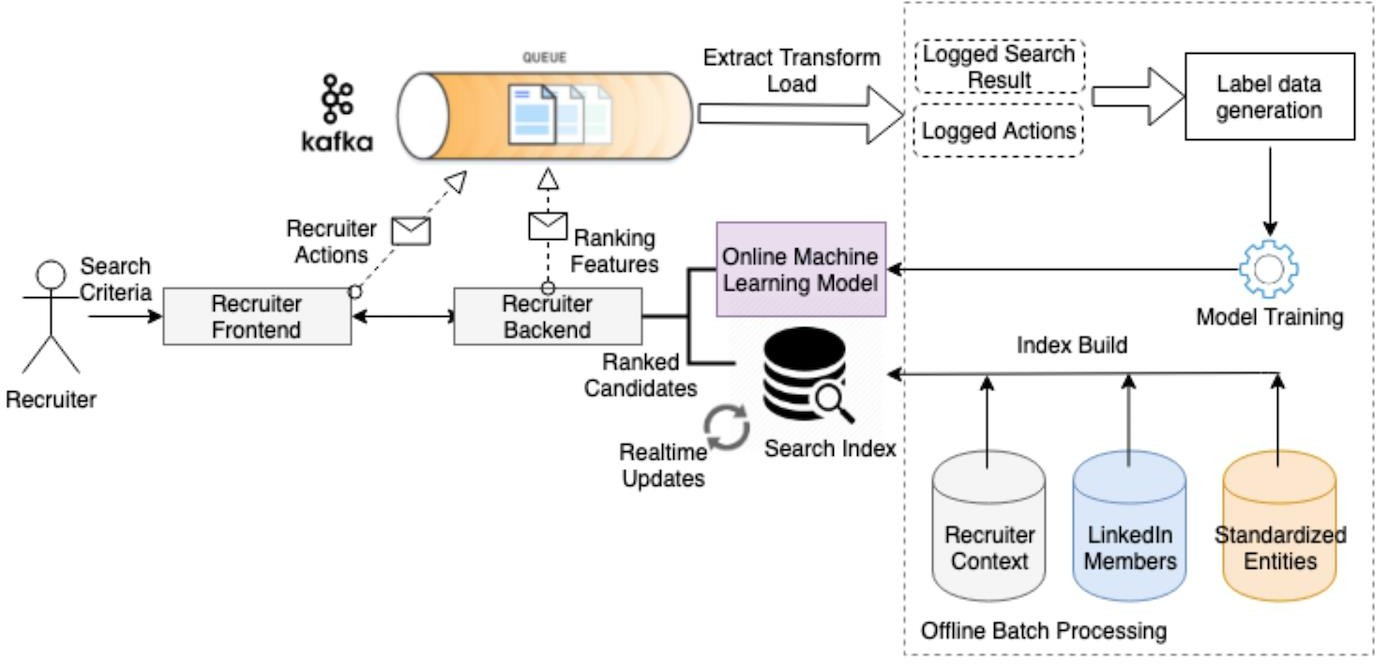 QUEUE
kafka
Extract Transform
Load
Logged Search
Result
Logged Actions
Label data
generation
Recruiter
Actions
Ranking
Features
Search
Criteria
Recruiter
Frontend
Recruiter
Backend
Online Machine
Learning Model
Model Training
Recruiter
Ranked
Candidates
Index Build
Realtime
Updates
Search Index
Recruiter
Context
LinkedIn
Members
Standardized
Entities
Offline Batch Processing